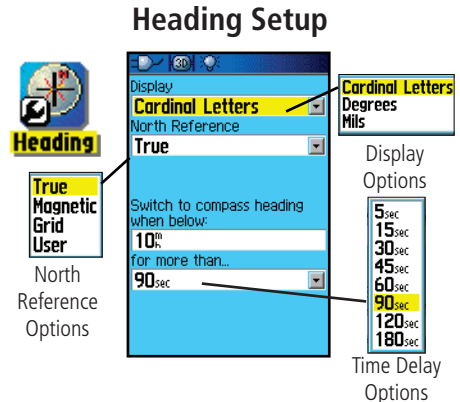 Heading Setup
3D
Display
Cardinal Letters
North Reference
True
Switch to compass heading
when below:
10
for more than...
90sec
Heading
True
Magnetic
Grid
User
North
Reference
Options
Cardinal Letters
Degrees
Mils
Display
Options
5sec
15sec
30sec
45sec
60sec
90sec
120sec
180sec
Time Delay
Options